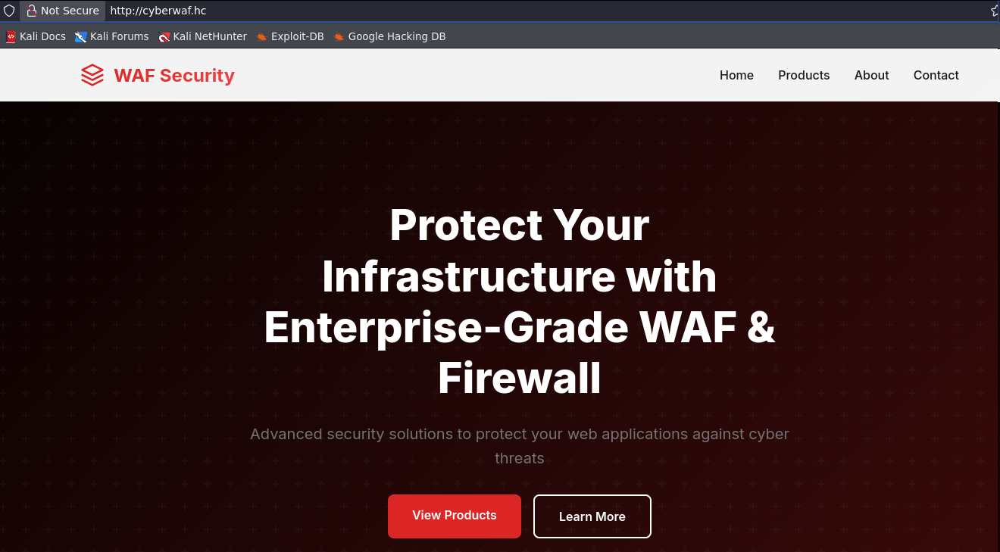 Not Secure http://cyberwaf.hc
Kali Docs Kali Forums Kali NetHunter Exploit-DB Google Hacking DB
WAF Security Home Products About Contact
Protect Your
Infrastructure with
Enterprise-Grade WAF &
Firewall
Advanced security solutions to protect your web applications against cyber
threats
View Products Learn More